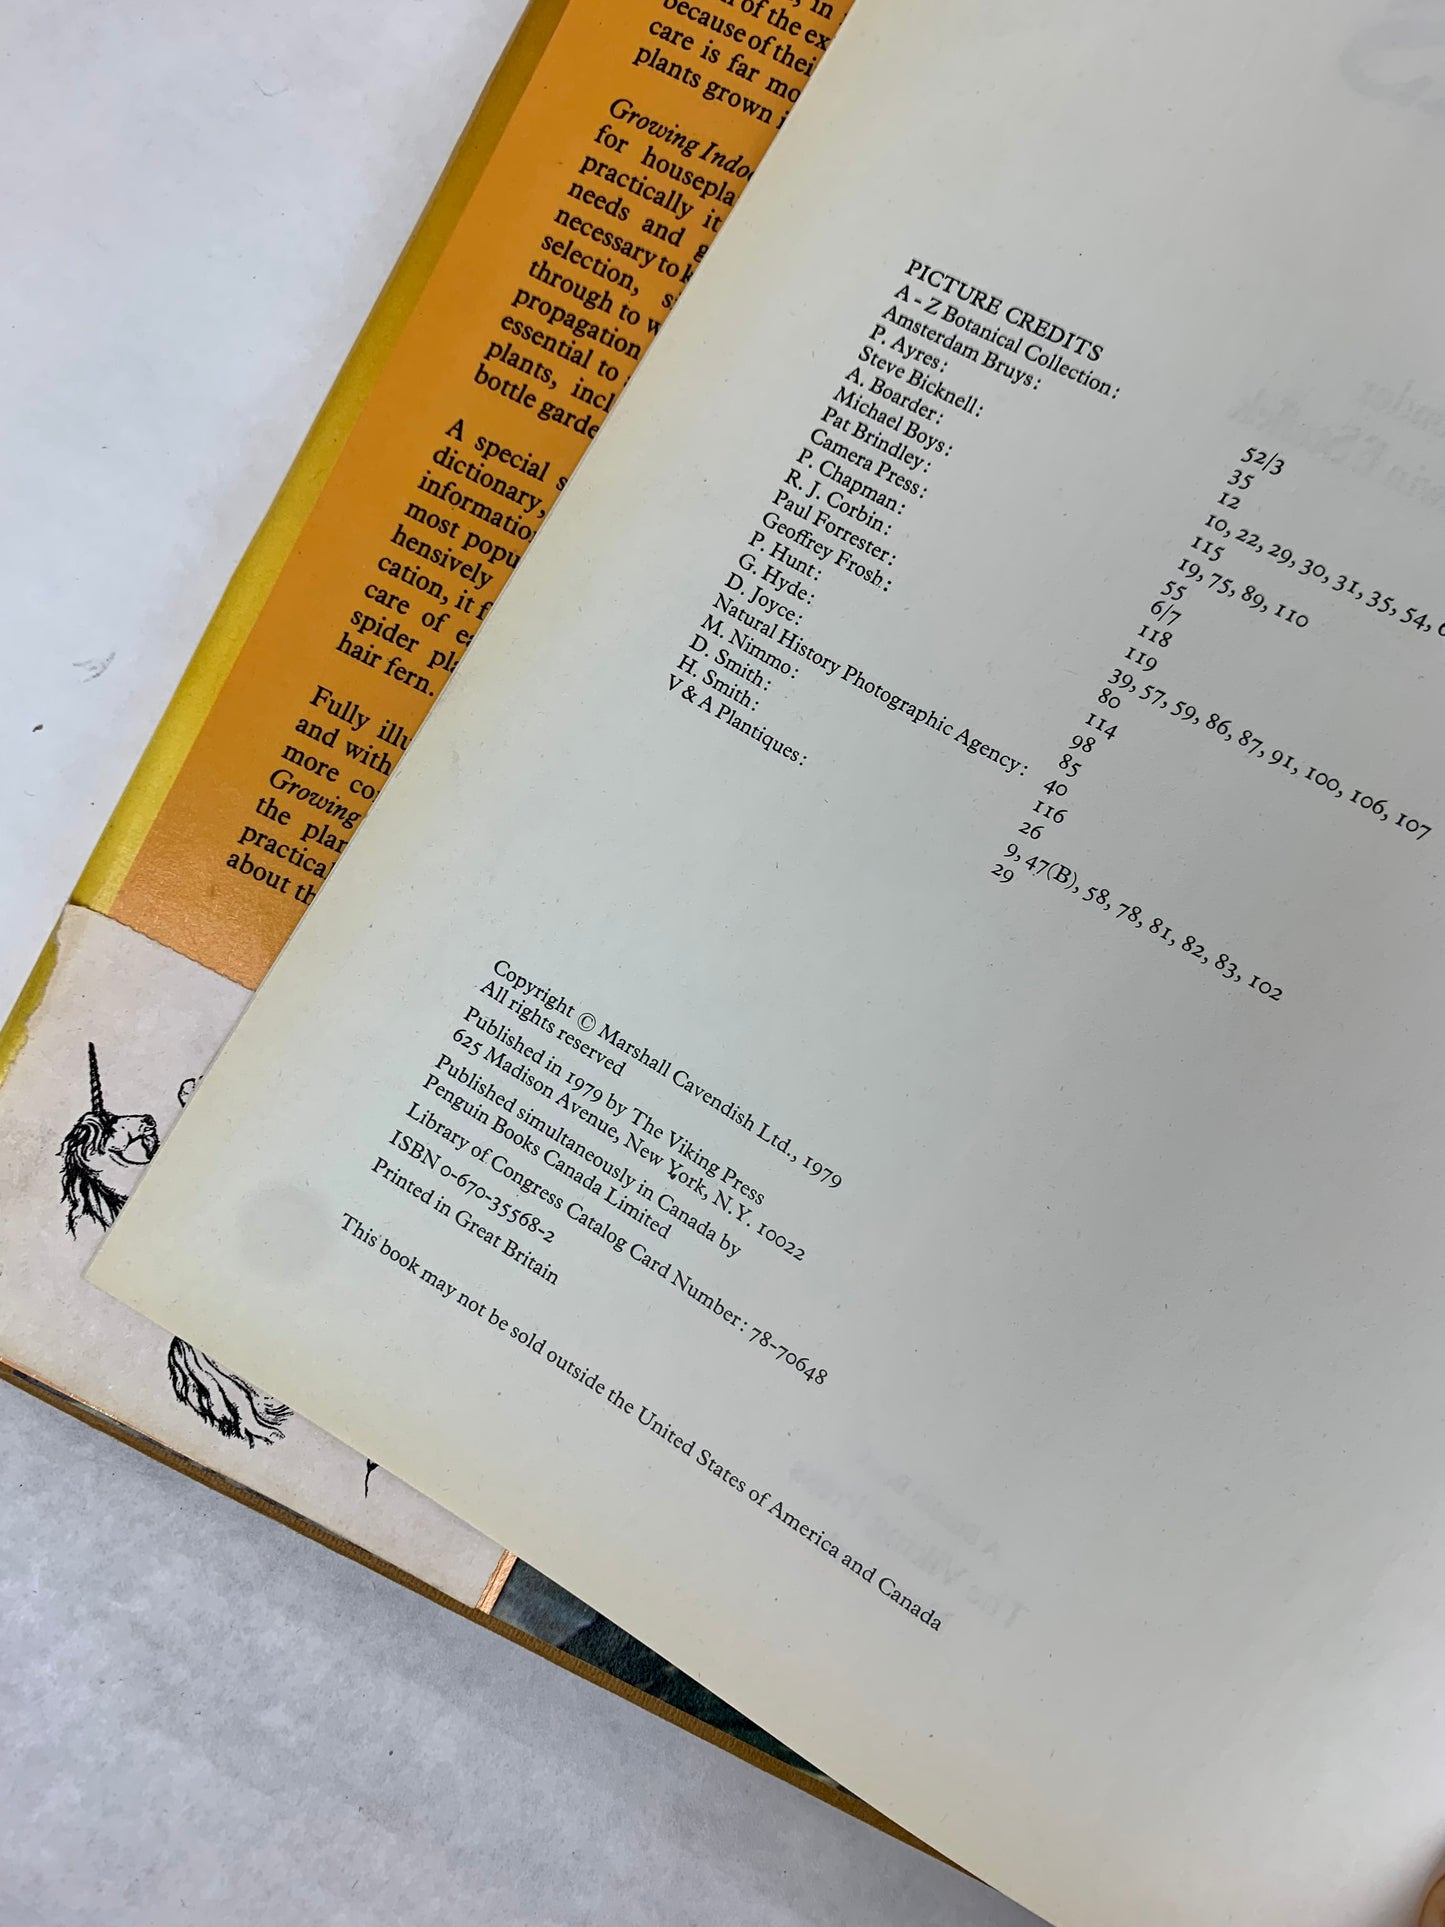 in
of the ex
because of thei
care is far mo
plants grown i
Growing Indo
for housepla
practically it
needs and g
necessary to k
selection, s
through to w
propagation
essential to
plants, incl
bottle garde
A special s
dictionary,
informatio
most popu
hensively
cation, it f
care of ea
spider pla
hair fern.
Fully illu
and with
more co
Growing
the plan
practical
about th
PICTURE CREDITS
A - Z Botanical Collection: 52/3
Amsterdam Bruys: 35
P. Ayres: 12
Steve Bicknell: 10, 22, 29, 30, 31, 35, 54, 6
A. Boarder: 115
Michael Boys: 19, 75, 89, 110
Pat Brindley: 55
Camera Press: 6/7
P. Chapman: 118
R. J. Corbin: 119
Paul Forrester: 39, 57, 59, 86, 87, 91, 100, 106, 107
Geoffrey Frosh: 80
P. Hunt: 114
G. Hyde: 98
D. Joyce: 85
Natural History Photographic Agency: 40
M. Nimmo: 116
D. Smith: 26
H. Smith: 9, 47(B), 58, 78, 81, 82, 83, 102
V & A Plantiques: 29
Copyright © Marshall Cavendish Ltd., 1979
All rights reserved
Published in 1979 by The Viking Press
625 Madison Avenue, New York, N.Y. 10022
Published simultaneously in Canada by
Penguin Books Canada Limited
Library of Congress Catalog Card Number: 78-70648
ISBN 0-670-35568-2
Printed in Great Britain
This book may not be sold outside the United States of America and Canada